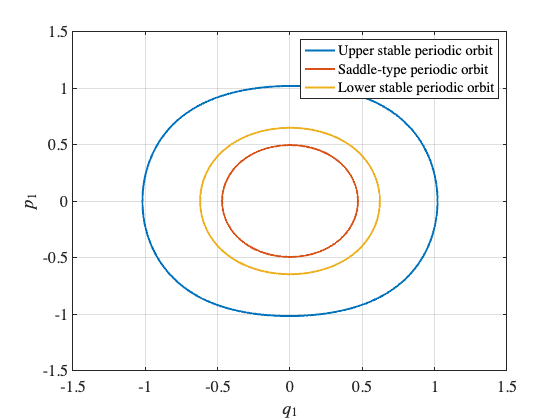 1.5
Upper stable periodic orbit
Saddle-type periodic orbit
Lower stable periodic orbit
1
0.5
p1
0
-0.5
-1
-1.5
-1.5 -1 -0.5 0 0.5 1 1.5
q1